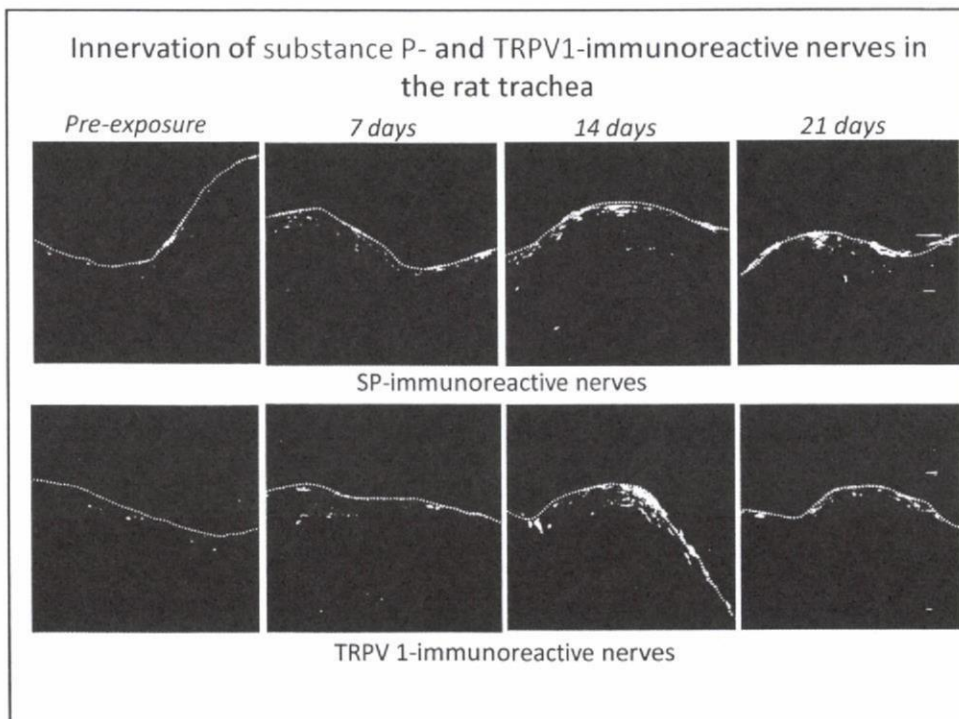 Innervation of substance P- and TRPV1-immunoreactive nerves in
the rat trachea
Pre-exposure 7 days 14 days 21 days
SP-immunoreactive nerves
TRPV 1-immunoreactive nerves